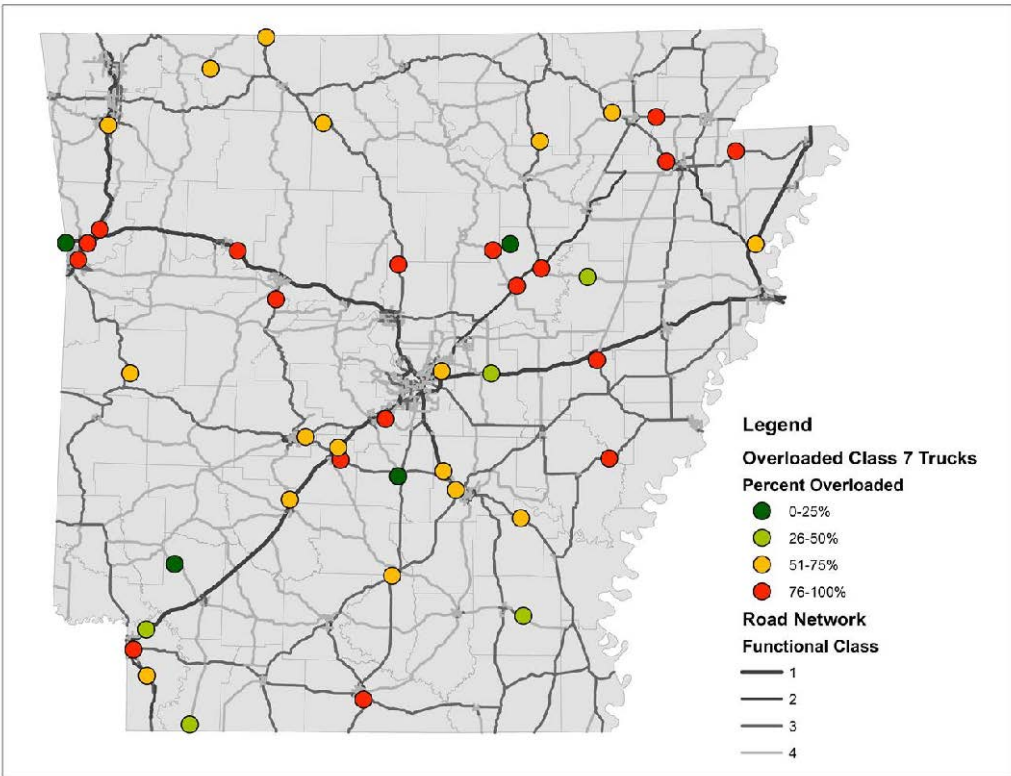 Legend
Overloaded Class 7 Trucks
Percent Overloaded
0-25%
26-50%
51-75%
76-100%
Road Network
Functional Class
1
2
3
4